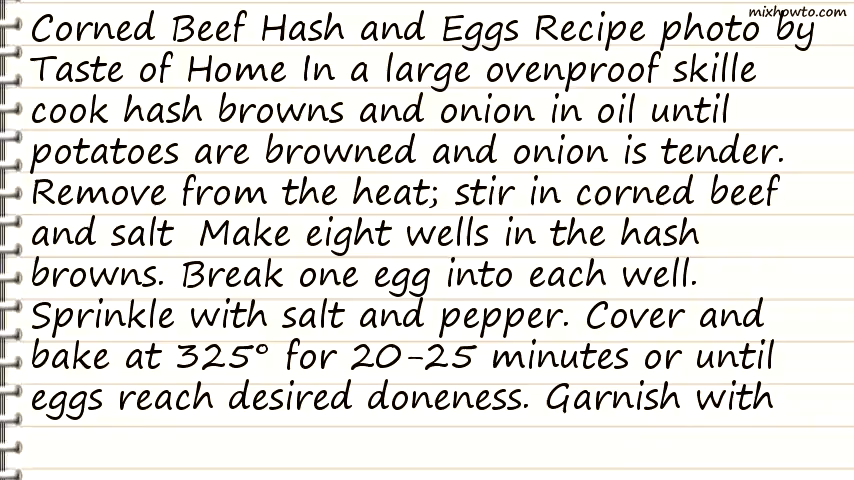 mixhowto.com
Corned Beef Hash and Eggs Recipe photo by
Taste of Home In a large ovenproof skille
cook hash browns and onion in oil until
potatoes are browned and onion is tender.
Remove from the heat; stir in corned beef
and salt  Make eight wells in the hash
browns. Break one egg into each well.
Sprinkle with salt and pepper. Cover and
bake at 325° for 20-25 minutes or until
eggs reach desired doneness. Garnish with